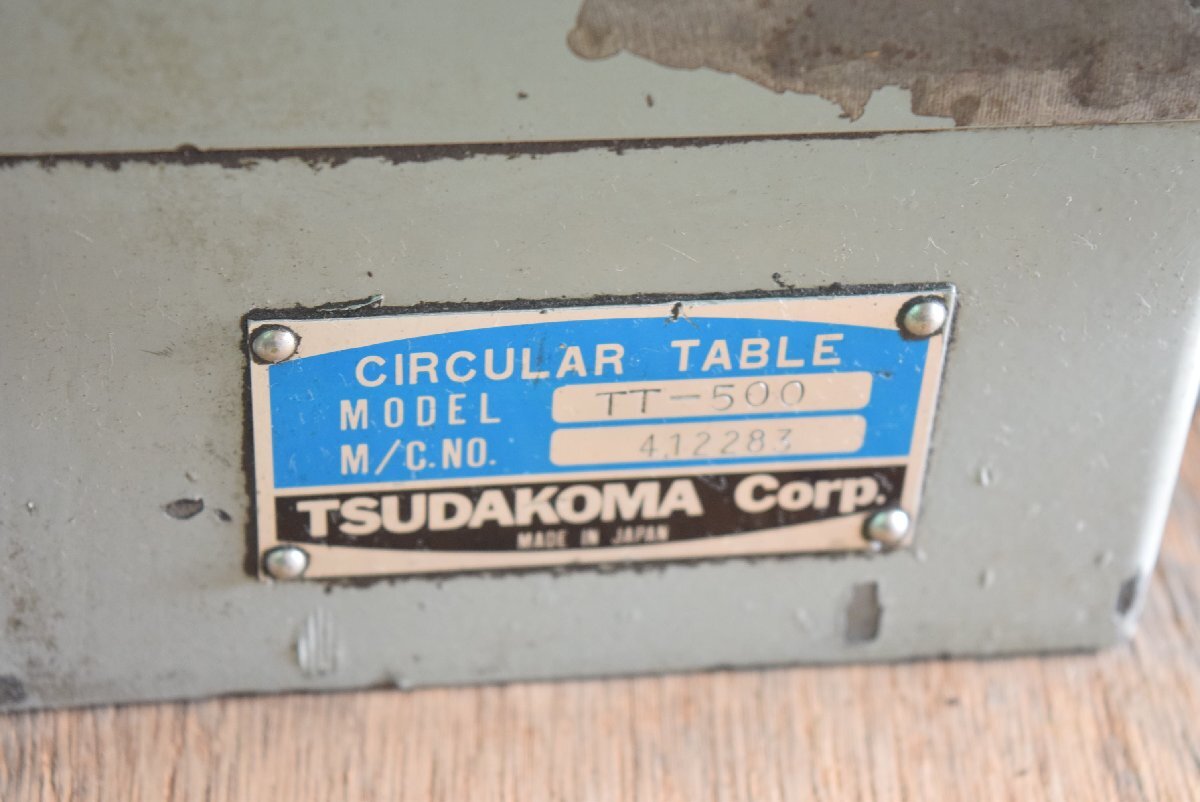 CIRCULAR TABLE
MODEL TT-500
M/C.NO. 412283
TSUDAKOMA Corp.
MADE IN JAPAN